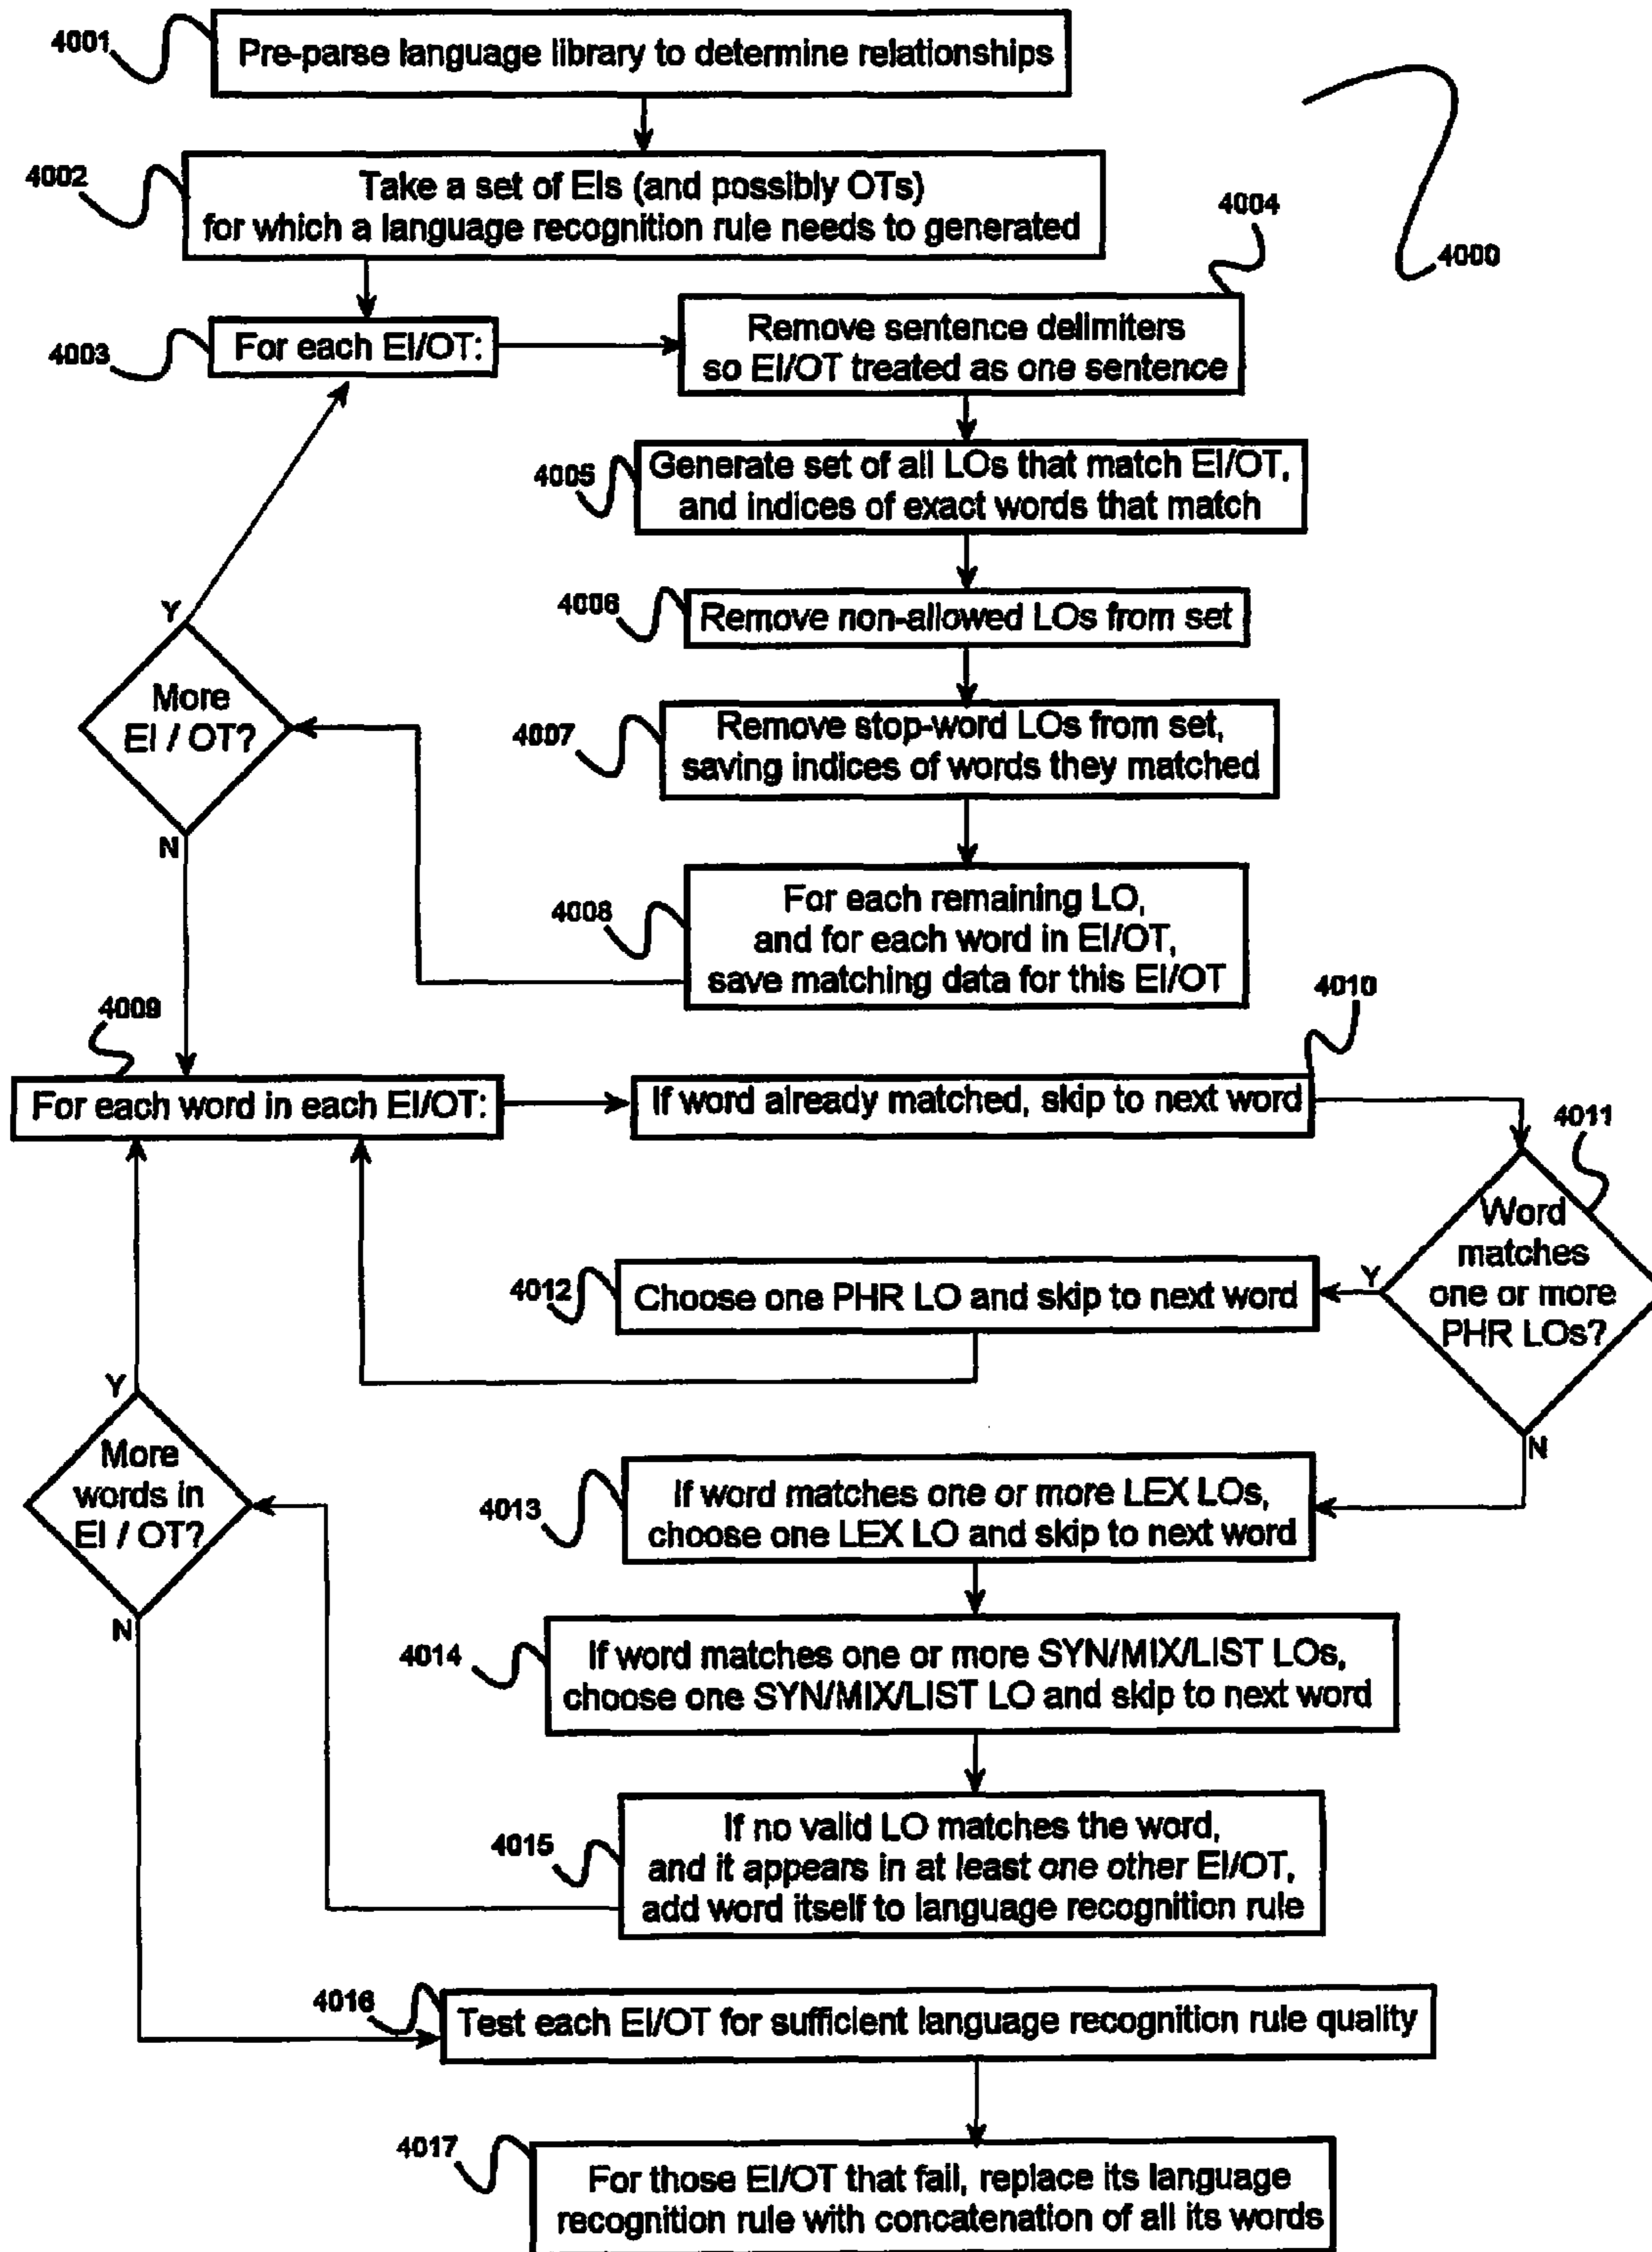 4001
Pre-parse language library to determine relationships
4002
Take a set of EIs (and possibly OTs)
for which a language recognition rule needs to generated
4004
4000
4003
For each EI/OT:
Remove sentence delimiters
so EI/OT treated as one sentence
4005
Generate set of all LOs that match EI/OT,
and indices of exact words that match
4006
Remove non-allowed LOs from set
Y
More
EI / OT?
N
4007
Remove stop-word LOs from set,
saving indices of words they matched
4008
For each remaining LO,
and for each word in EI/OT,
save matching data for this EI/OT
4009
4010
For each word in each EI/OT:
If word already matched, skip to next word
4011
Word
matches
one or more
PHR LOs?
Y
N
4012
Choose one PHR LO and skip to next word
Y
More
words in
EI / OT?
N
4013
If word matches one or more LEX LOs,
choose one LEX LO and skip to next word
4014
If word matches one or more SYN/MIX/LIST LOs,
choose one SYN/MIX/LIST LO and skip to next word
4015
If no valid LO matches the word,
and it appears in at least one other EI/OT,
add word itself to language recognition rule
4016
Test each EI/OT for sufficient language recognition rule quality
4017
For those EI/OT that fail, replace its language
recognition rule with concatenation of all its words